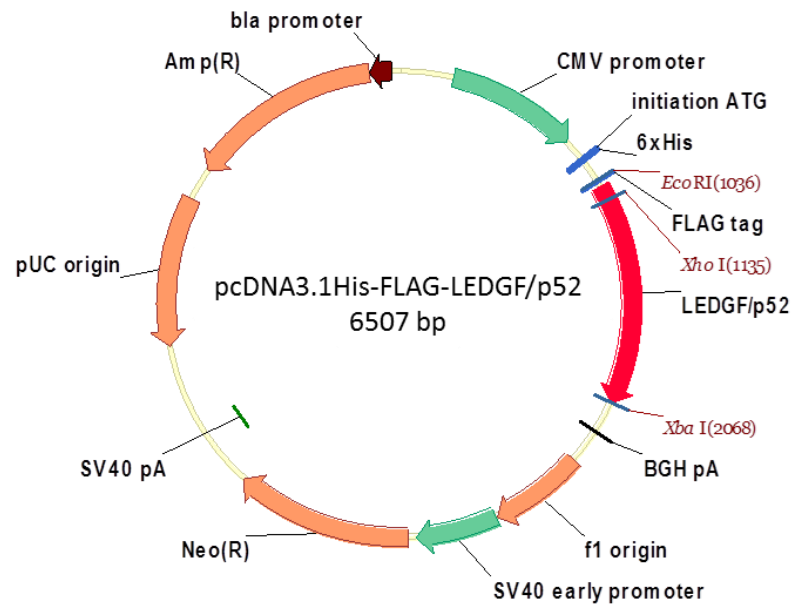 bla promoter
Amp(R)
CMV promoter
initiation ATG
6xHis
EcoRI(1036)
FLAG tag
XhoI(1135)
pUC origin
pcDNA3.1His-FLAG-LEDGF/p52
6507 bp
LEDGF/p52
XbaI(2068)
SV40 pA
BGH pA
Neo(R)
f1 origin
SV40 early promoter